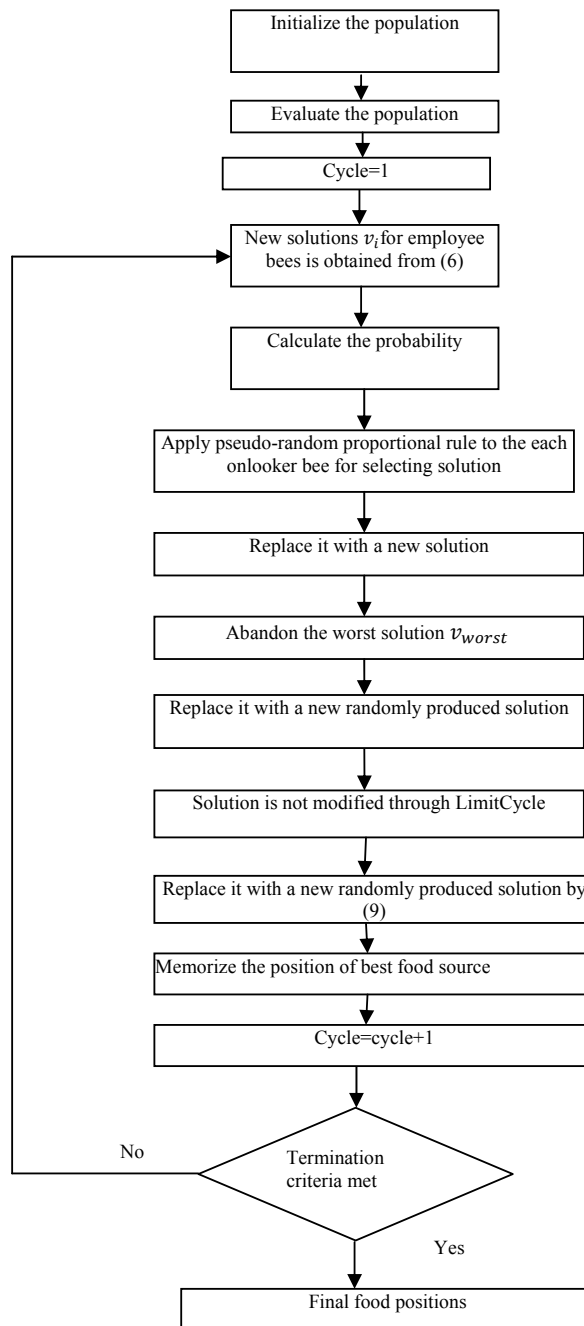 Initialize the population
Evaluate the population
Cycle=1
New solutions v_i for employee
bees is obtained from (6)
Calculate the probability
Apply pseudo-random proportional rule to the each
onlooker bee for selecting solution
Replace it with a new solution
Abandon the worst solution v_worst
Replace it with a new randomly produced solution
Solution is not modified through LimitCycle
Replace it with a new randomly produced solution by
(9)
Memorize the position of best food source
Cycle=cycle+1
No
Termination
criteria met
Yes
Final food positions